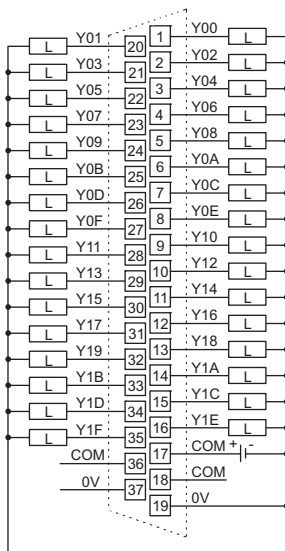 1 Y00 L
L Y01 20
2 Y02 L
L Y03 21
3 Y04 L
L Y05 22
4 Y06 L
L Y07 23
5 Y08 L
L Y09 24
6 Y0A L
L Y0B 25
7 Y0C L
L Y0D 26
8 Y0E L
L Y0F 27
9 Y10 L
L Y11 28
10 Y12 L
L Y13 29
11 Y14 L
L Y15 30
12 Y16 L
L Y17 31
13 Y18 L
L Y19 32
14 Y1A L
L Y1B 33
15 Y1C L
L Y1D 34
16 Y1E L
L Y1F 35
17 COM + -
COM 36
18 COM
0V 37
19 0V